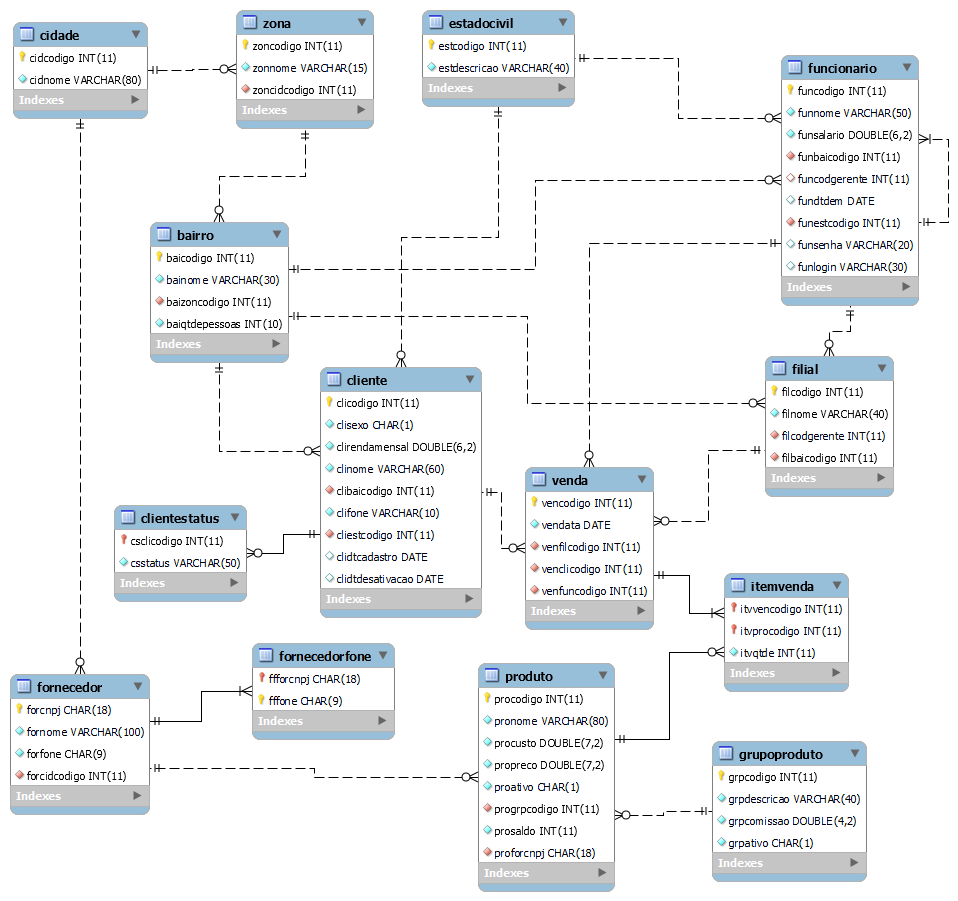 cidade
cidcodigo INT(11)
cidnome VARCHAR(80)
Indexes
zona
zoncodigo INT(11)
zonnome VARCHAR(15)
zoncidcodigo INT(11)
Indexes
estadocivil
estcodigo INT(11)
estdescricao VARCHAR(40)
Indexes
funcionario
funcodigo INT(11)
funnome VARCHAR(50)
funsalario DOUBLE(6,2)
funbaicodigo INT(11)
funcodgerente INT(11)
fundtdem DATE
funestcodigo INT(11)
funsenha VARCHAR(20)
funlogin VARCHAR(30)
Indexes
bairro
baicodigo INT(11)
bainome VARCHAR(30)
baizoncodigo INT(11)
baiqtdepessoas INT(10)
Indexes
cliente
clicodigo INT(11)
clisexo CHAR(1)
clirendamensal DOUBLE(6,2)
clinome VARCHAR(60)
clibaicodigo INT(11)
clifone VARCHAR(10)
cliestcodigo INT(11)
clidtcadastro DATE
clidtdesativacao DATE
Indexes
filial
filcodigo INT(11)
filnome VARCHAR(40)
filcodgerente INT(11)
filbaicodigo INT(11)
Indexes
venda
vencodigo INT(11)
vendata DATE
venfilcodigo INT(11)
venclicodigo INT(11)
venfuncodigo INT(11)
Indexes
clientestatus
csclicodigo INT(11)
csstatus VARCHAR(50)
Indexes
itemvenda
itvvencodigo INT(11)
itvprocodigo INT(11)
itvqtde INT(11)
Indexes
fornecedorfone
ffforcnpj CHAR(18)
fffone CHAR(9)
Indexes
fornecedor
forcnpj CHAR(18)
fornome VARCHAR(100)
forfone CHAR(9)
forcidcodigo INT(11)
Indexes
produto
procodigo INT(11)
pronome VARCHAR(80)
procusto DOUBLE(7,2)
propreco DOUBLE(7,2)
proativo CHAR(1)
progrpcodigo INT(11)
prosaldo INT(11)
proforcnpj CHAR(18)
Indexes
grupoproduto
grpcodigo INT(11)
grpdescricao VARCHAR(40)
grpcomissao DOUBLE(4,2)
grpativo CHAR(1)
Indexes